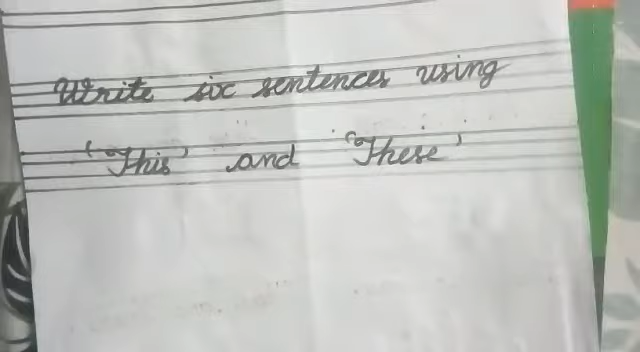 Write six sentences using
'This' and 'These'